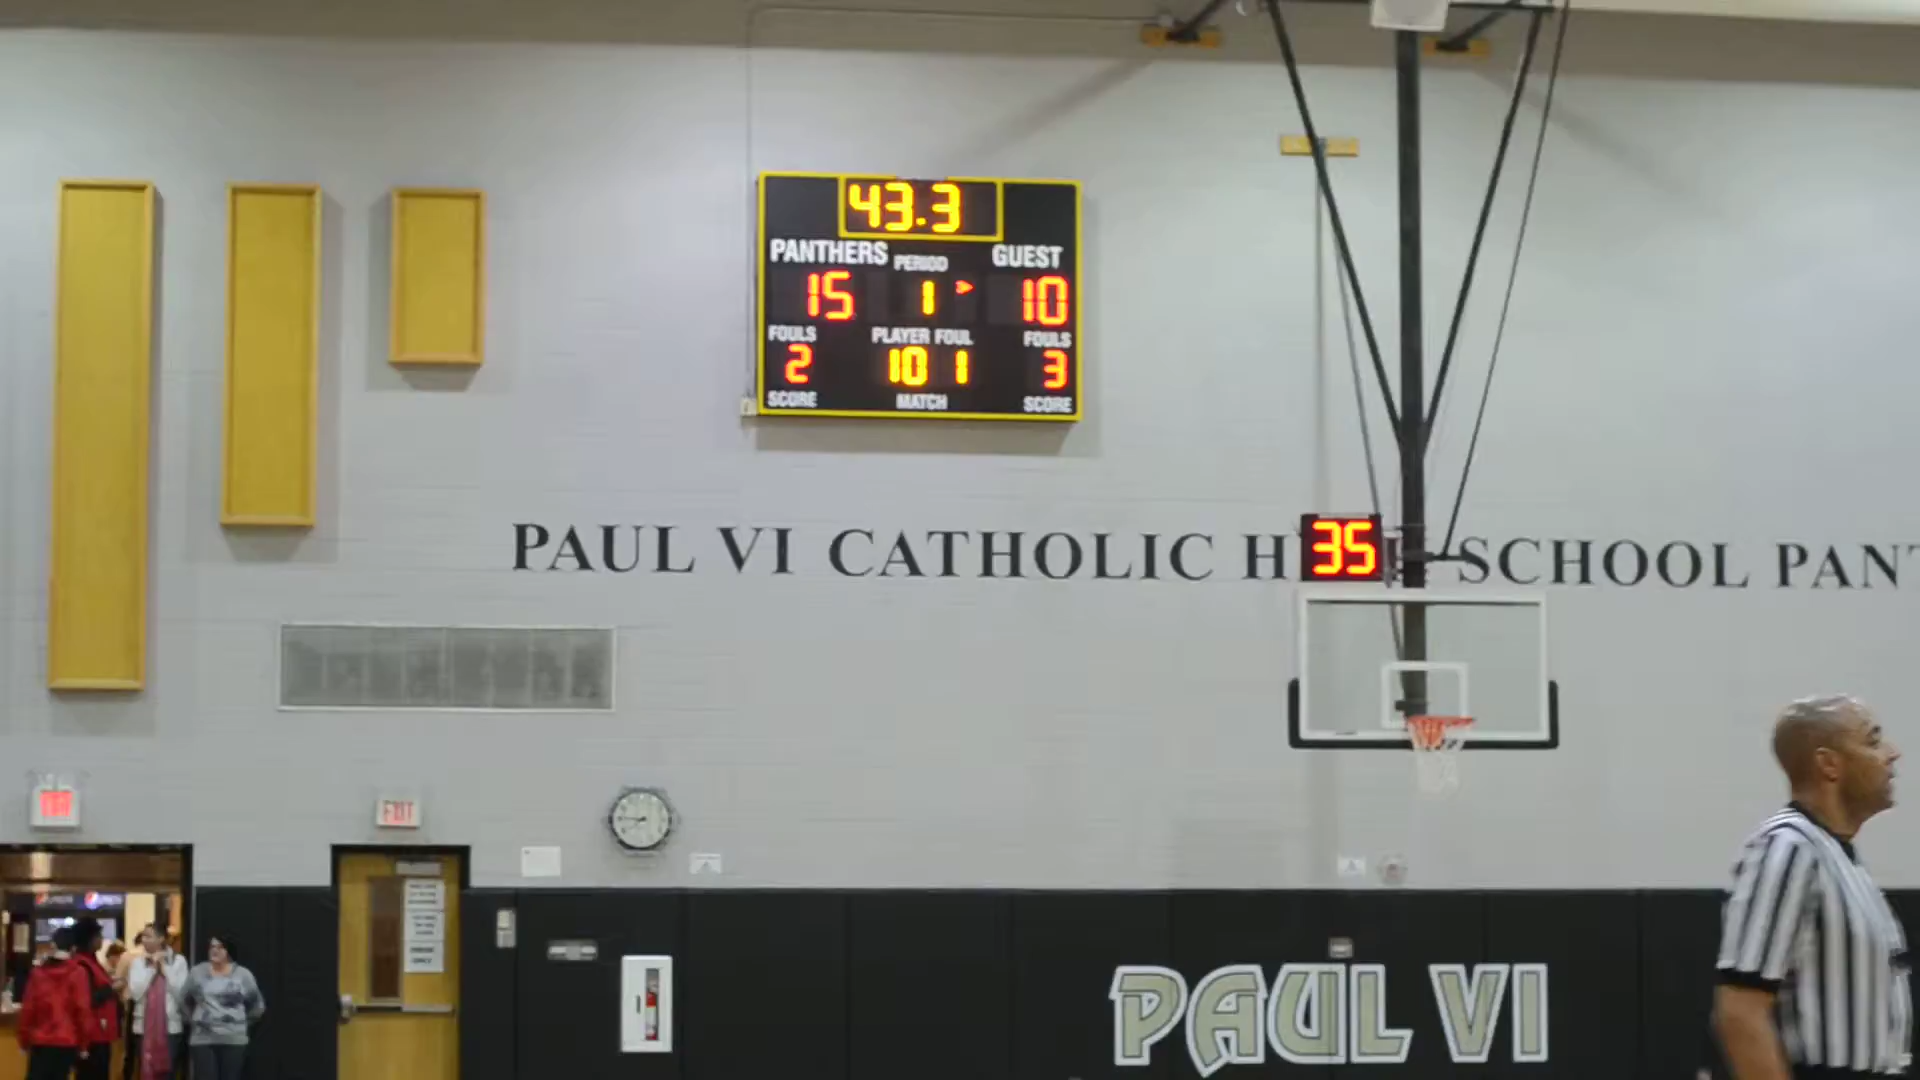 43.3
PANTHERS PERIOD GUEST
15 1 10
FOULS PLAYER FOUL FOULS
2 10 1 3
SCORE MATCH SCORE
PAUL VI CATHOLIC H SCHOOL PANT
35
EXIT
EXIT
PAUL VI